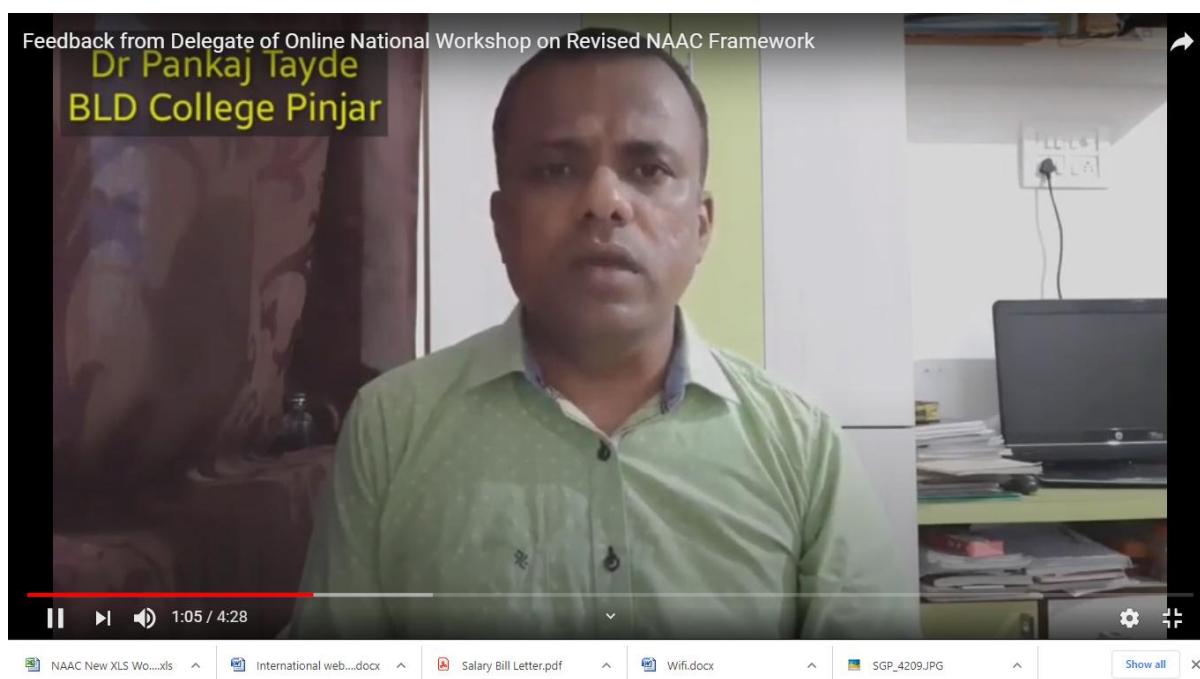 Feedback from Delegate of Online National Workshop on Revised NAAC Framework
Dr Pankaj Tayde
BLD College Pinjar
1:05 / 4:28
NAAC New XLS Wo....xls
International web....docx
Salary Bill Letter.pdf
Wifi.docx
SGP_4209.JPG
Show all